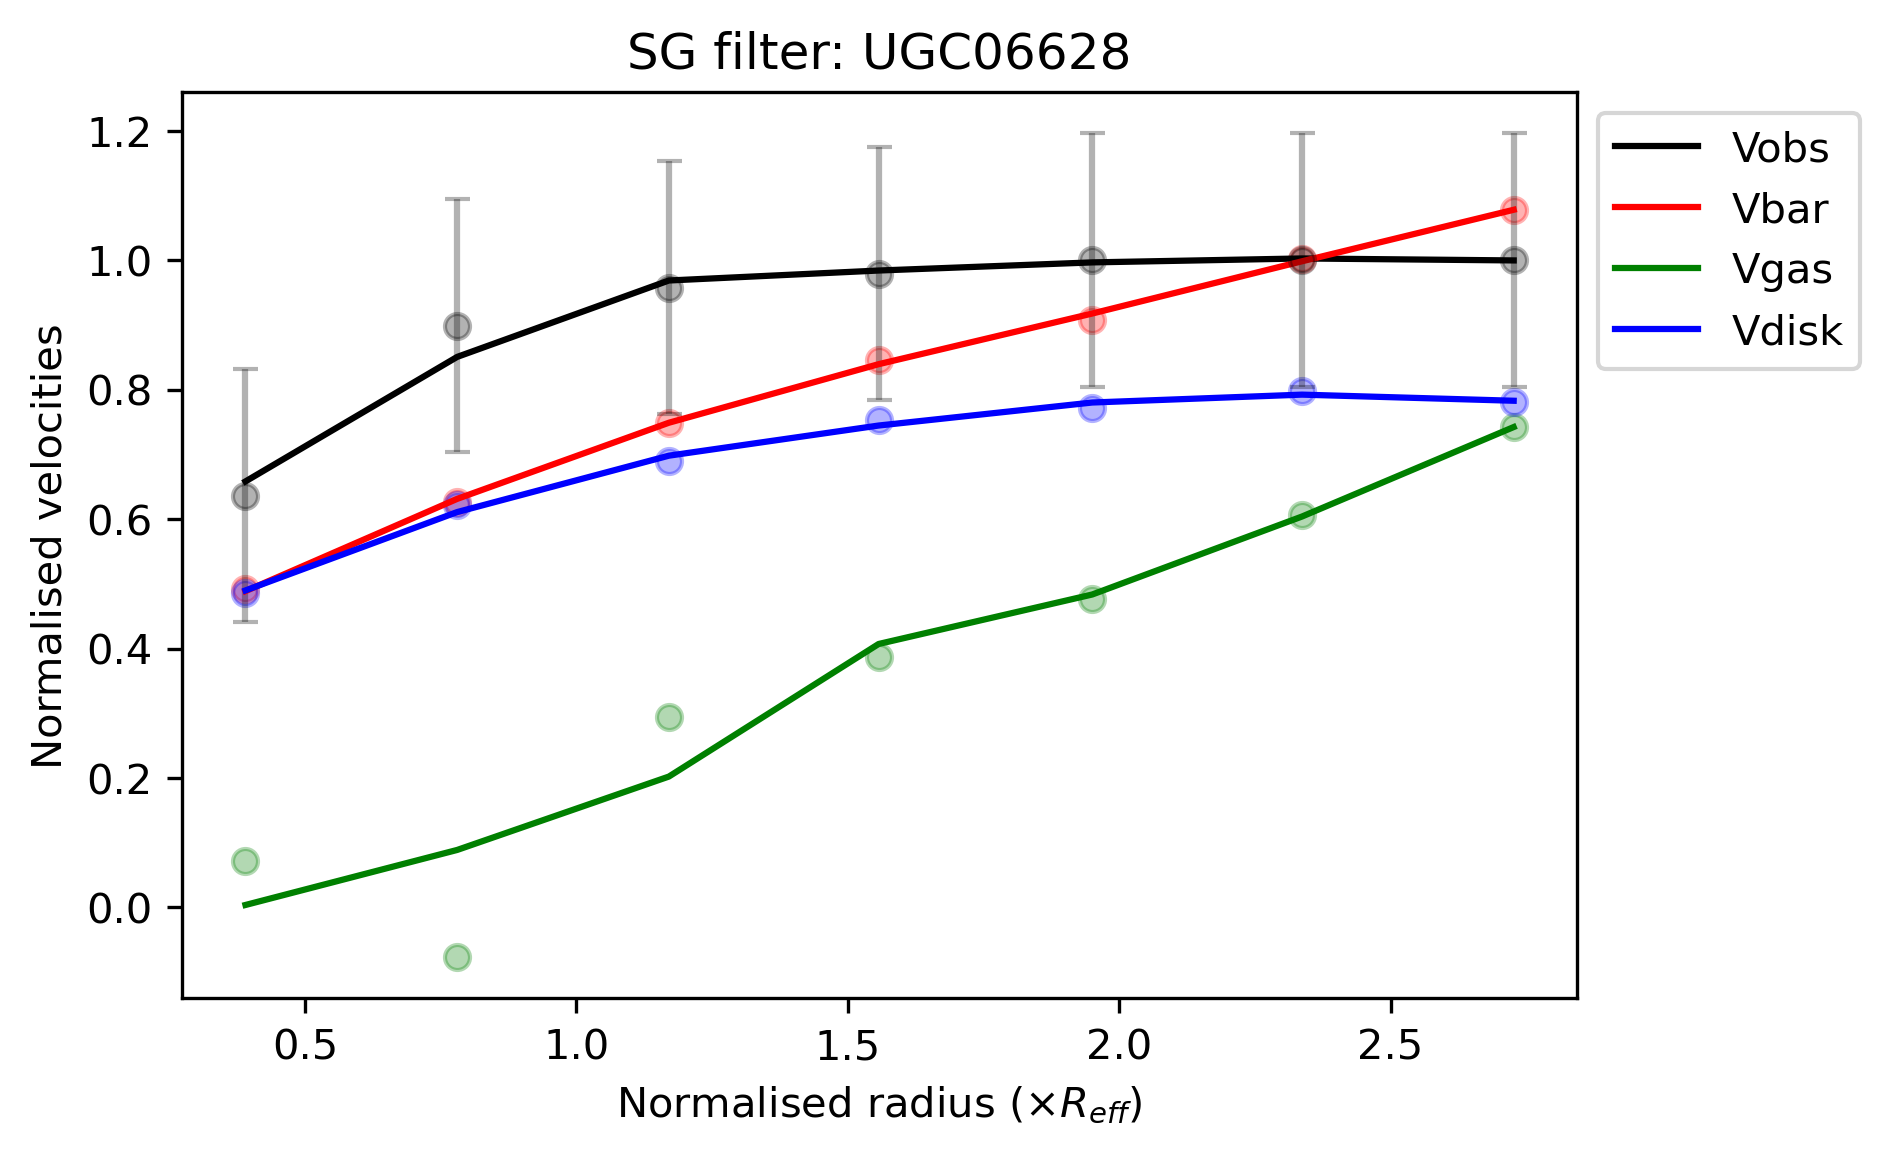 SG filter: UGC06628
1.2
1.0
0.8
0.6
0.4
0.2
0.0
Normalised velocities
0.5
1.0
1.5
2.0
2.5
Normalised radius (×R_eff)
Vobs
Vbar
Vgas
Vdisk